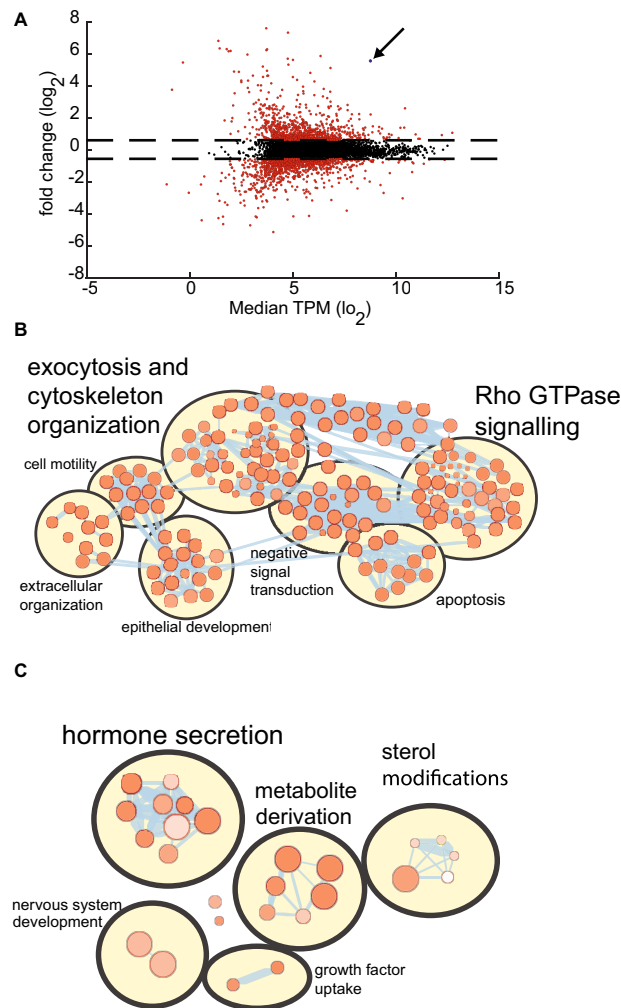 A
8
6
4
2
0
-2
-4
-6
-8
fold change (log2)
-5
0
5
10
15
Median TPM (lo2)
B
exocytosis and
cytoskeleton
organization
Rho GTPase
signalling
cell motility
extracellular
organization
epithelial development
negative
signal
transduction
apoptosis
C
hormone secretion
metabolite
derivation
sterol
modifications
nervous system
development
growth factor
uptake